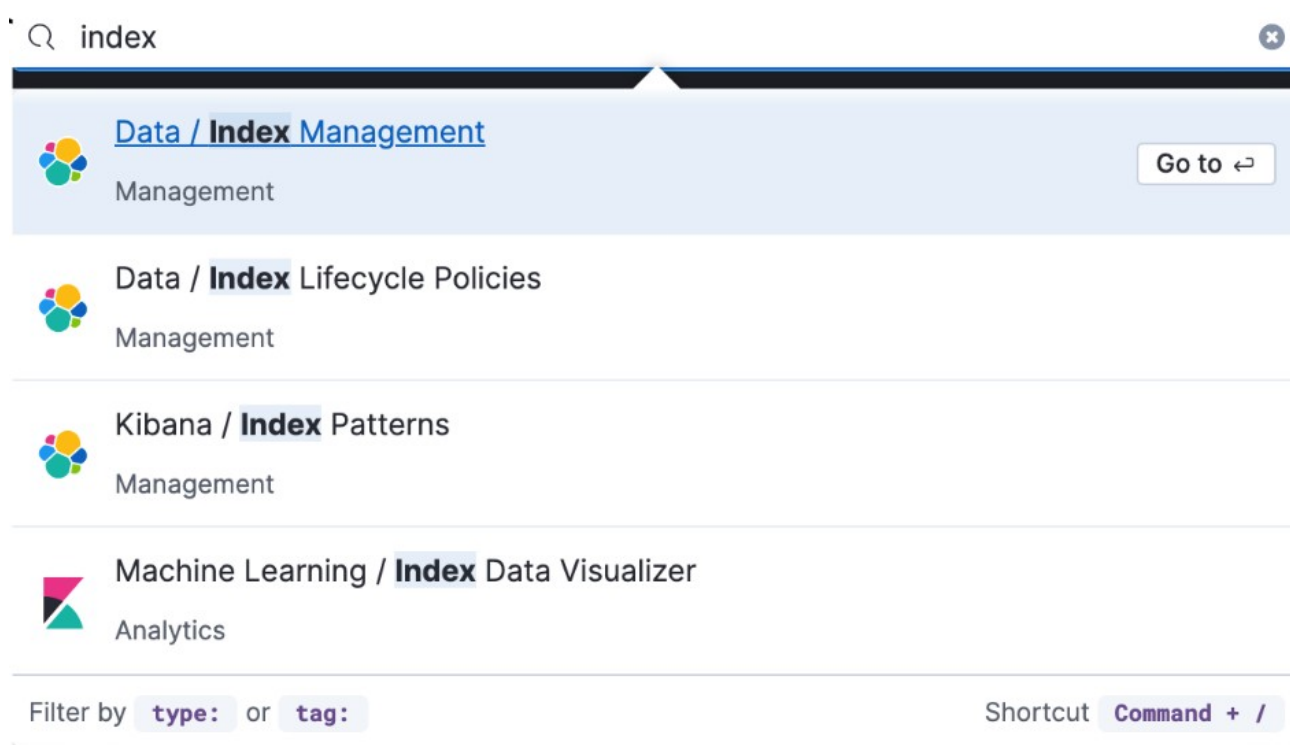 index
Data / Index Management
Go to
Management
Data / Index Lifecycle Policies
Management
Kibana / Index Patterns
Management
Machine Learning / Index Data Visualizer
Analytics
Filter by type: or tag:
Shortcut Command + /